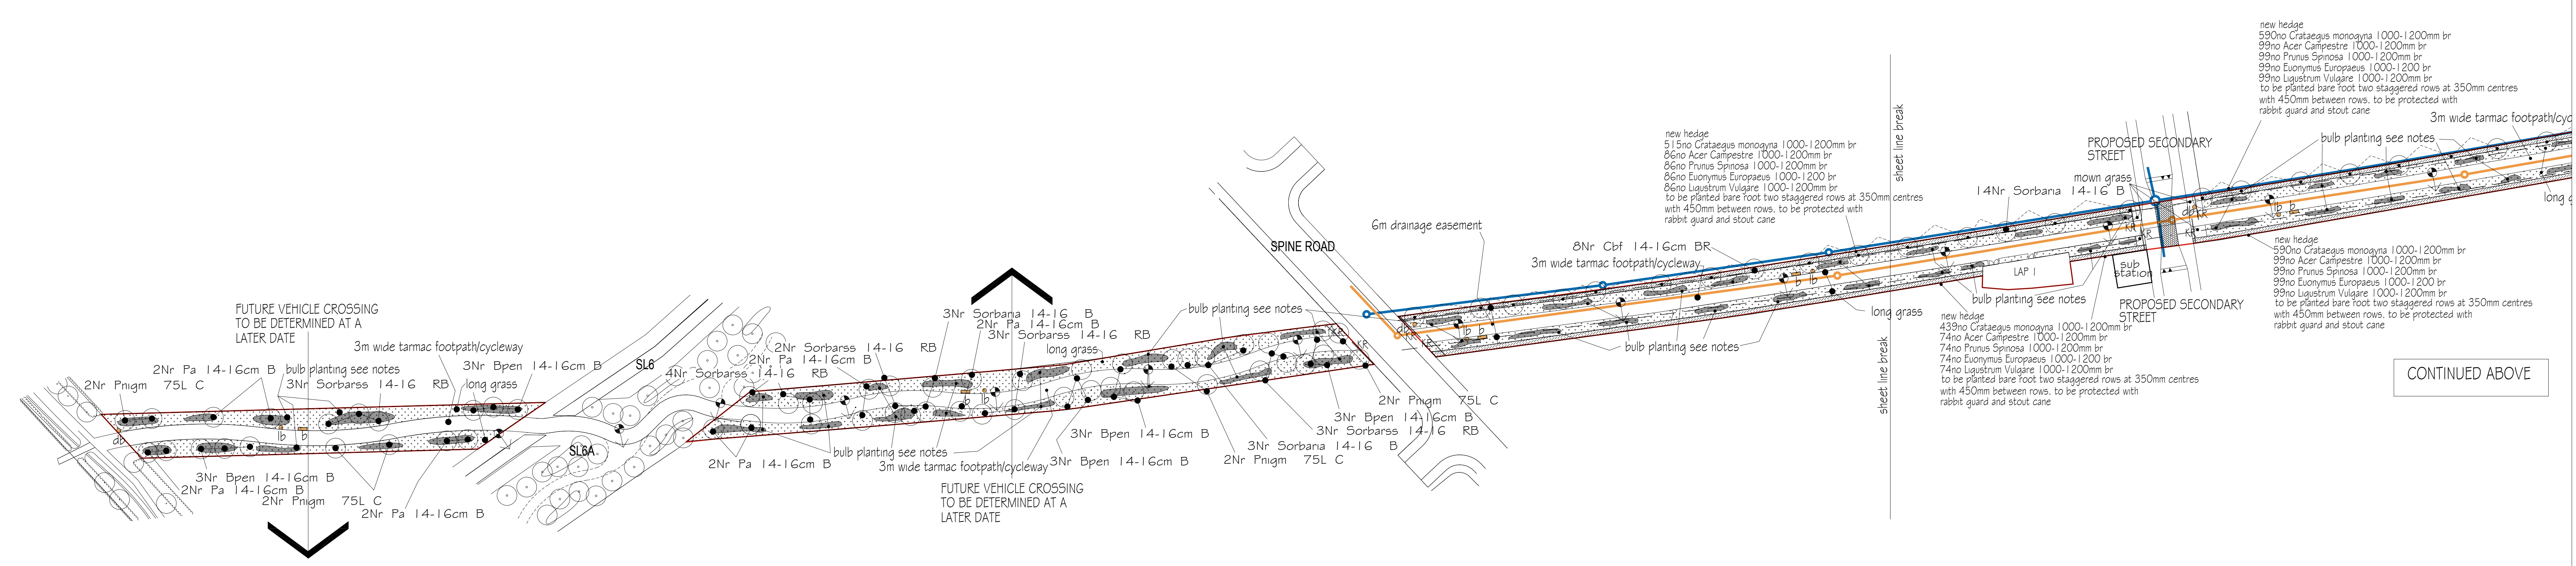 FUTURE VEHICLE CROSSING
TO BE DETERMINED AT A
LATER DATE
3m wide tarmac footpath/cycleway
2Nr Pa 14-16cm B
bulb planting see notes
3Nr Bpen 14-16cm B
2Nr Pnigm 75L C
3Nr Sorbarss 14-16 RB
long grass
db
lb
b
3Nr Bpen 14-16cm B
2Nr Pa 14-16cm B
2Nr Pnigm 75L C
2Nr Pa 14-16cm B
SL6
SL6A
3Nr Sorbaria 14-16 B
2Nr Pa 14-16cm B
3Nr Sorbarss 14-16 RB
2Nr Sorbarss 14-16 RB
long grass
2Nr Pa 14-16cm B
4Nr Sorbarss 14-16 RB
bulb planting see notes
b
lb
KR
2Nr Pa 14-16cm B
bulb planting see notes
3m wide tarmac footpath/cycleway
3Nr Bpen 14-16cm B
3Nr Bpen 14-16cm B
2Nr Pnigm 75L C
3Nr Sorbaria 14-16 B
3Nr Sorbarss 14-16 RB
3Nr Bpen 14-16cm B
2Nr Pnigm 75L C
FUTURE VEHICLE CROSSING
TO BE DETERMINED AT A
LATER DATE
SPINE ROAD
6m drainage easement
8Nr Cbf 14-16cm BR
3m wide tarmac footpath/cycleway
db
KR
KR
lb
b
b
lb
bulb planting see notes
long grass
new hedge
515no Crataegus monogyna 1000-1200mm br
86no Acer Campestre 1000-1200mm br
86no Prunus Spinosa 1000-1200mm br
86no Euonymus Europaeus 1000-1200 br
86no Ligustrum Vulgare 1000-1200mm br
to be planted bare root two staggered rows at 350mm centres
with 450mm between rows, to be protected with
rabbit guard and stout cane
sheet line break
sheet line break
new hedge
439no Crataegus monogyna 1000-1200mm br
74no Acer Campestre 1000-1200mm br
74no Prunus Spinosa 1000-1200mm br
74no Euonymus Europaeus 1000-1200 br
74no Ligustrum Vulgare 1000-1200mm br
to be planted bare root two staggered rows at 350mm centres
with 450mm between rows, to be protected with
rabbit guard and stout cane
14Nr Sorbaria 14-16 B
LAP 1
bulb planting see notes
sub
station
PROPOSED SECONDARY
STREET
mown grass
KR
KR
KR
KR
db
lb
b
PROPOSED SECONDARY
STREET
new hedge
590no Crataegus monogyna 1000-1200mm br
99no Acer Campestre 1000-1200mm br
99no Prunus Spinosa 1000-1200mm br
99no Euonymus Europaeus 1000-1200 br
99no Ligustrum Vulgare 1000-1200mm br
to be planted bare root two staggered rows at 350mm centres
with 450mm between rows, to be protected with
rabbit guard and stout cane
3m wide tarmac footpath/cyc
bulb planting see notes
long g
new hedge
590no Crataegus monogyna 1000-1200mm br
99no Acer Campestre 1000-1200mm br
99no Prunus Spinosa 1000-1200mm br
99no Euonymus Europaeus 1000-1200 br
99no Ligustrum Vulgare 1000-1200mm br
to be planted bare root two staggered rows at 350mm centres
with 450mm between rows, to be protected with
rabbit guard and stout cane
CONTINUED ABOVE